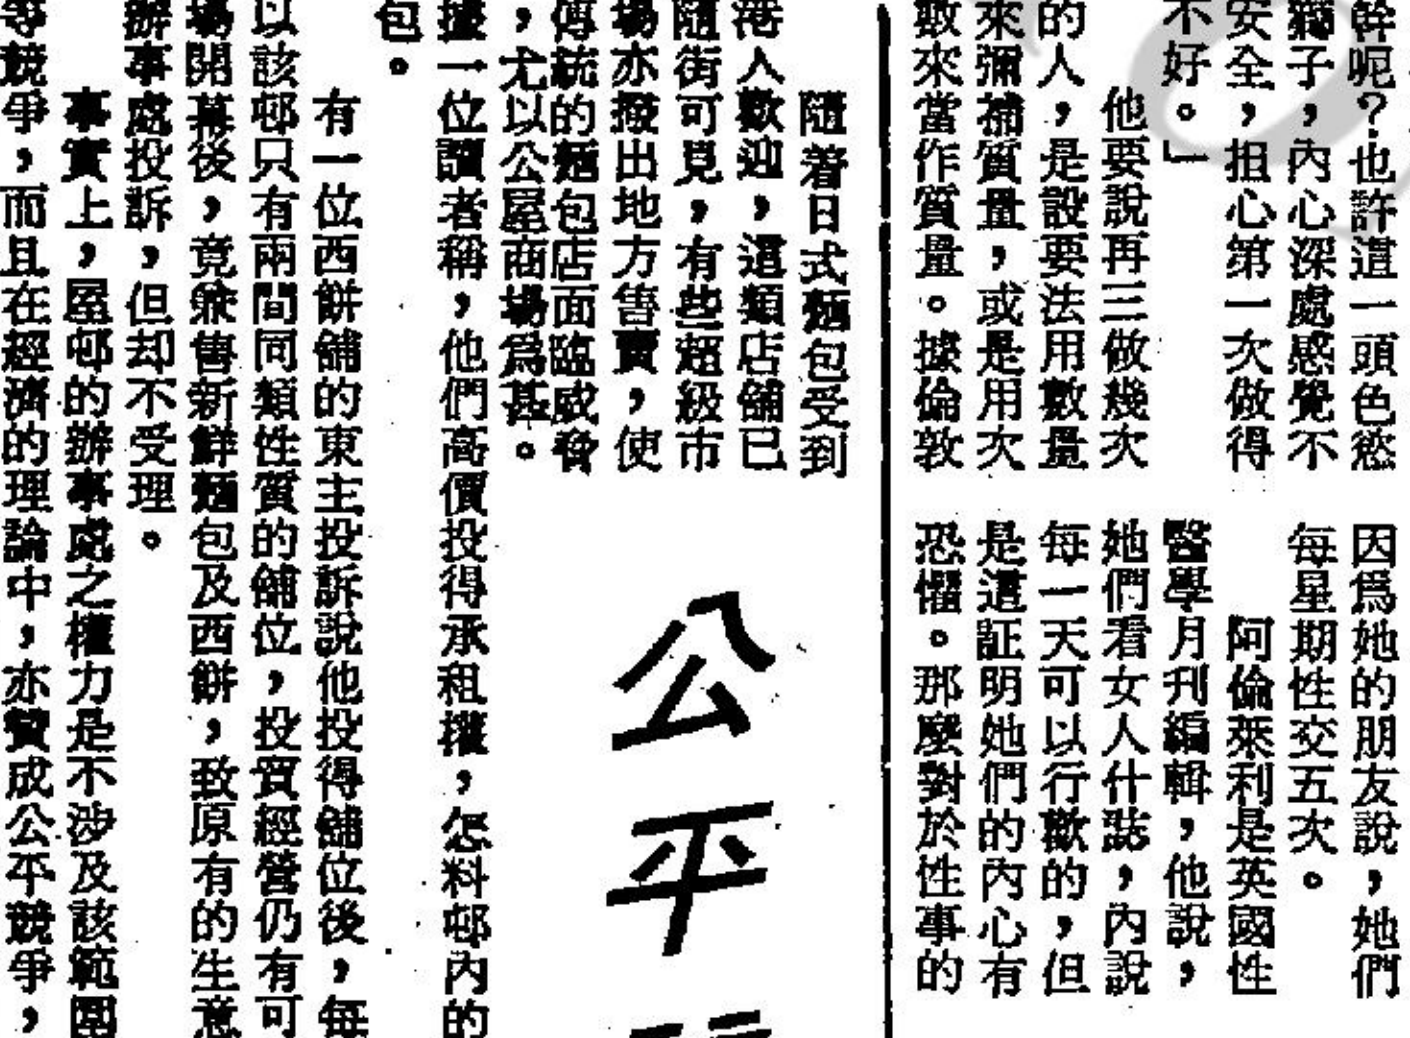 幹呢？也許這一頭色慾
子，內心深處感覺不
安全，担心第一次做得
不好。」
他要說再三做幾次
的人，是設要法用數量
來彌補質量，或是用次
數來當作質量。據倫敦
因爲她的朋友說，她們
每星期性交五次。
阿倫萊利是英國性
醫學月刋編輯，他說，
她們看女人什誌，內說
每一天可以行歡的，但
是這証明她們的內心有
恐懼。那麽對於性事的
公平
隨着日式麵包受到
港人歡迎，這類店舖已
隨街可見，有些超級市
場亦撥出地方售賣，使
傳統的麵包店面臨威脅
，尤以公屋商場爲甚。
據一位讀者稱，他們高價投得承租權，怎料邨內的
包。
有一位西餅舖的東主投訴說他投得舖位後，每
以該邨只有兩間同類性質的舖位，投資經營仍有可
場開幕後，竟兼售新鮮麵包及西餅，致原有的生意
辦事處投訴，但却不受理。
事實上，屋邨的辦事處之權力是不涉及該範圍
等競爭，而且在經濟的理論中，亦贊成公平競爭，